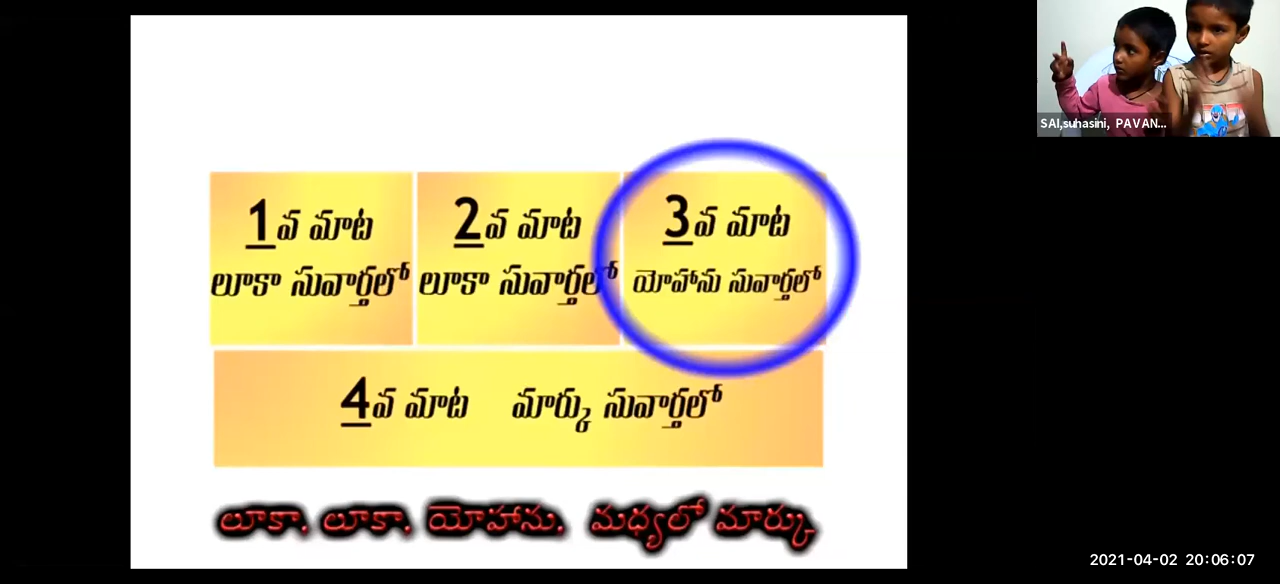 SAI,suhasini, PAVAN...
1వ మాట
లూకా సువార్తలో
2వ మాట
లూకా సువార్తలో
3వ మాట
యోహాను సువార్తలో
4వ మాట మార్కు సువార్తలో
లూకా, లూకా, యోహాను, మధ్యలో మార్కు
2021-04-02 20:06:07